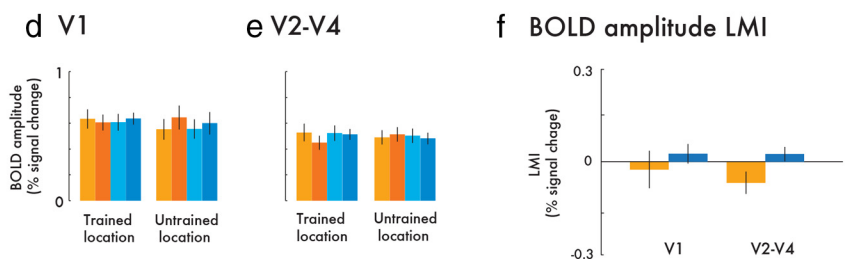 d V1
e V2-V4
f BOLD amplitude LMI
BOLD amplitude
(% signal change)
1
0
Trained
location
Untrained
location
Trained
location
Untrained
location
LMI
(% signal chage)
0.3
0
-0.3
V1
V2-V4